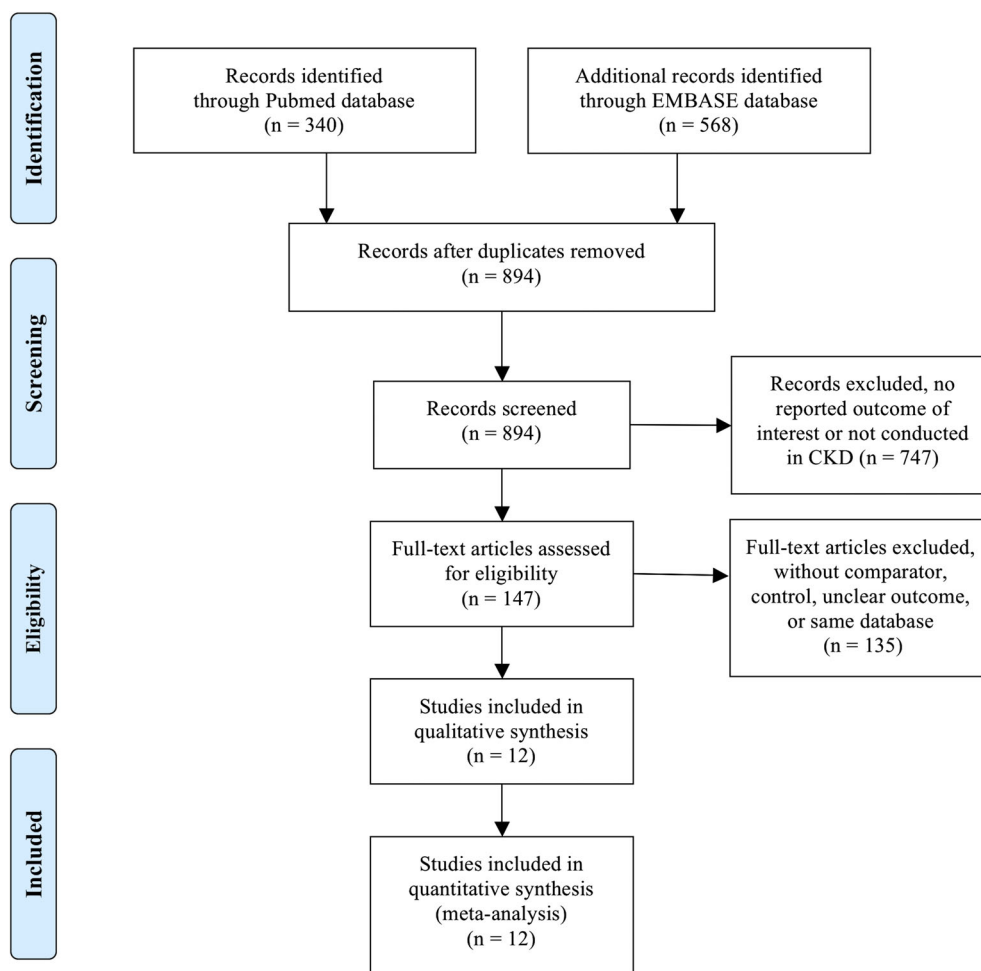 Identification
Records identified
through Pubmed database
(n = 340)
Additional records identified
through EMBASE database
(n = 568)
Records after duplicates removed
(n = 894)
Screening
Records screened
(n = 894)
Records excluded, no
reported outcome of
interest or not conducted
in CKD (n = 747)
Eligibility
Full-text articles assessed
for eligibility
(n = 147)
Full-text articles excluded,
without comparator,
control, unclear outcome,
or same database
(n = 135)
Studies included in
qualitative synthesis
(n = 12)
Included
Studies included in
quantitative synthesis
(meta-analysis)
(n = 12)